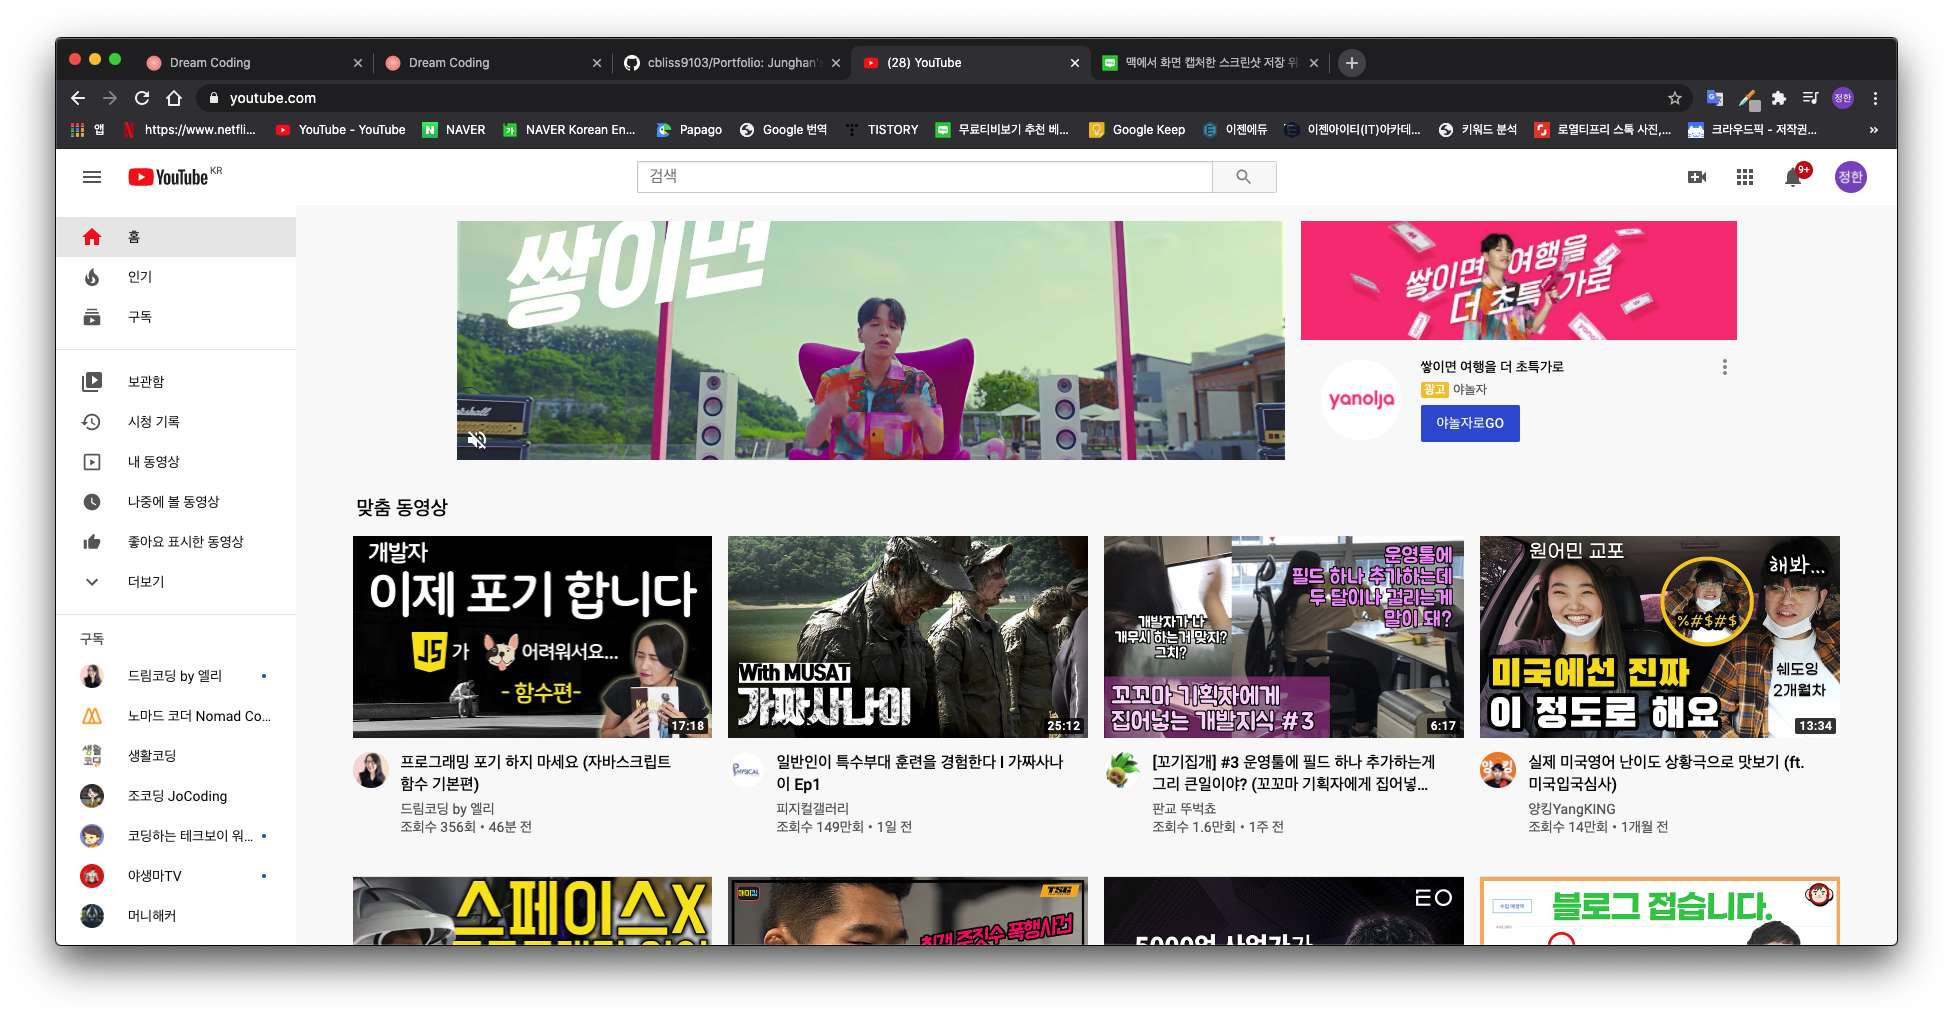 Dream Coding
Dream Coding
cbliss9103/Portfolio: Junghan's
(28) YouTube
맥에서 화면 캡처한 스크린샷 저장 위
youtube.com
정한
앱
https://www.netfli...
YouTube - YouTube
NAVER
NAVER Korean En...
Papago
Google 번역
TISTORY
무료티비보기 추천 베...
Google Keep
이젠에듀
이젠아이티(IT)아카데...
키워드 분석
로열티프리 스톡 사진,...
크라우드픽 - 저작권...
»
YouTube KR
검색
9+
정한
홈
인기
구독
보관함
시청 기록
내 동영상
나중에 볼 동영상
좋아요 표시한 동영상
더보기
구독
드림코딩 by 엘리
노마드 코더 Nomad Co...
생활코딩
조코딩 JoCoding
코딩하는 테크보이 워...
야생마TV
머니해커
쌓이면
Marshall
쌓이면 여행을
더 초특가로
yanolja
쌓이면 여행을 더 초특가로
광고 야놀자
야놀자로GO
맞춤 동영상
개발자
이제 포기 합니다
JS가 어려워서요...
- 함수편-
17:18
프로그래밍 포기 하지 마세요 (자바스크립트
함수 기본편)
드림코딩 by 엘리
조회수 356회 • 46분 전
With MUSAT
가짜사나이
25:12
PHYSICAL
일반인이 특수부대 훈련을 경험한다 I 가짜사나
이 Ep1
피지컬갤러리
조회수 149만회 • 1일 전
운영툴에
필드 하나 추가하는데
두 달이나 걸리는게
말이 돼?
개발자가 나
개무시 하는거 맞지?
그치?
꼬꼬마 기획자에게
집어넣는 개발지식 #3
6:17
[꼬기집개] #3 운영툴에 필드 하나 추가하는게
그리 큰일이야? (꼬꼬마 기획자에게 집어넣...
판교 뚜벅쵸
조회수 1.6만회 • 1주 전
원어민 교포
해봐...
%#$#$
미국에선 진짜
이 정도로 해요
쉐도잉
2개월차
13:34
양킹
실제 미국영어 난이도 상황극으로 맛보기 (ft.
미국입국심사)
양킹YangKING
조회수 14만회 • 1개월 전
스페이스X
TSG
최갬 주짓수 폭행사건
EO
5000억 사업가가
블로그 접습니다.